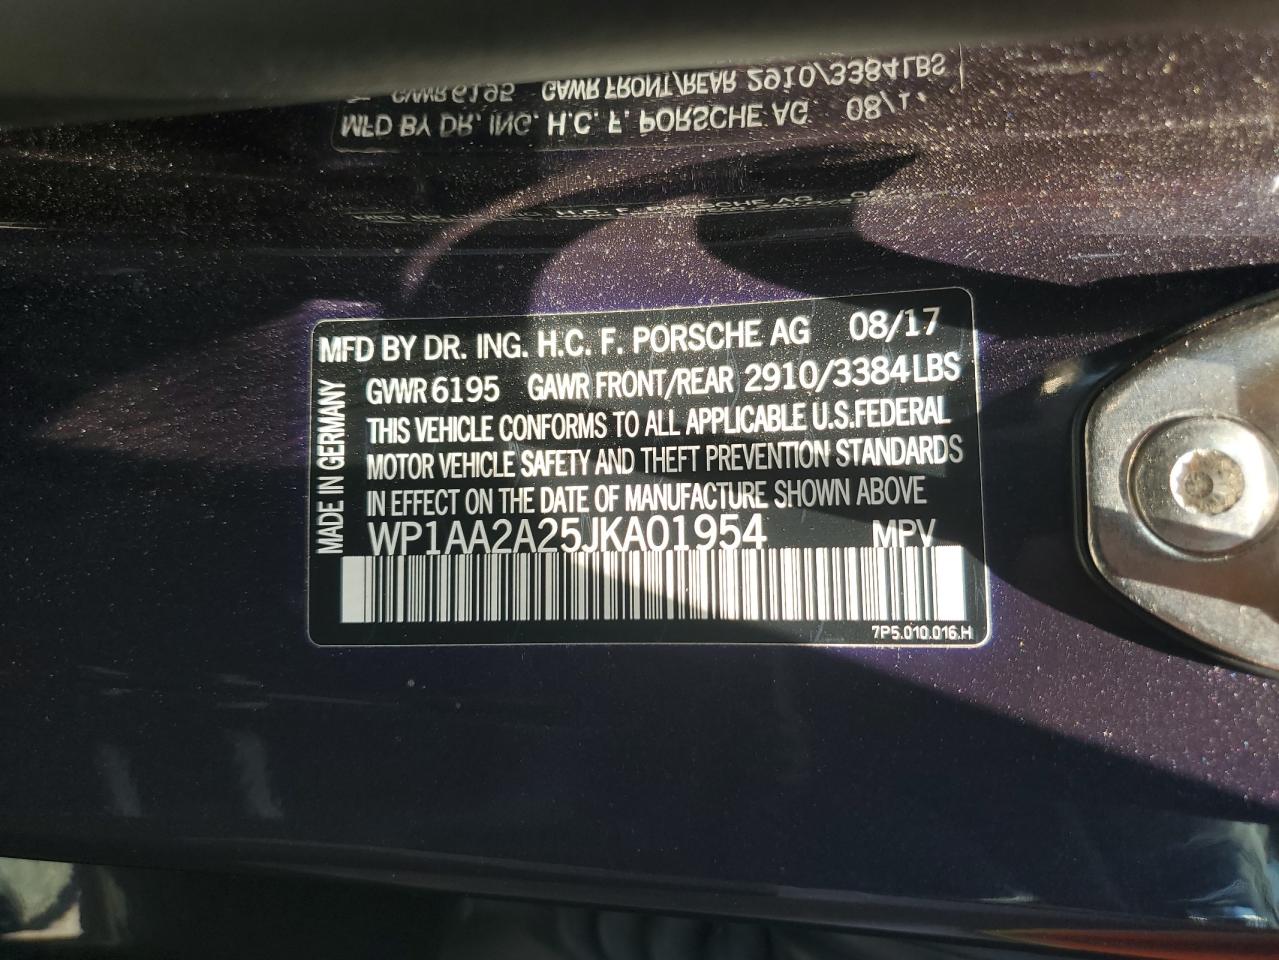 MFD BY DR. ING. H.C. F. PORSCHE AG 08/17
GVWR 6195 GAWR FRONT/REAR 2910/3384LBS
THIS VEHICLE CONFORMS TO ALL APPLICABLE U.S.FEDERAL
MOTOR VEHICLE SAFETY AND THEFT PREVENTION STANDARDS
IN EFFECT ON THE DATE OF MANUFACTURE SHOWN ABOVE
WP1AA2A25JKA01954 MPV
7P5.010.016.H
MADE IN GERMANY